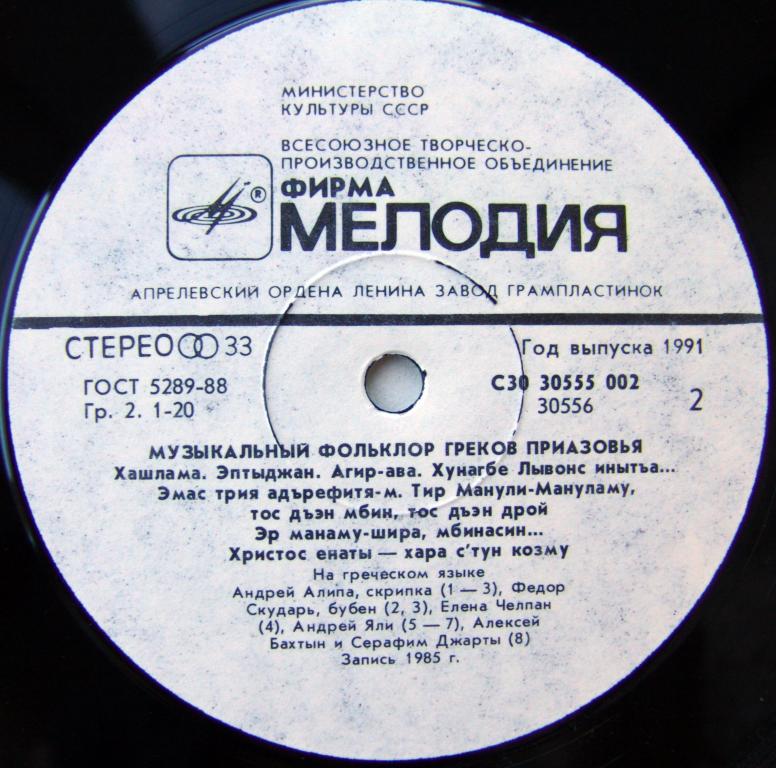 МИНИСТЕРСТВО
КУЛЬТУРЫ СССР
ВСЕСОЮЗНОЕ ТВОРЧЕСКО-
ПРОИЗВОДСТВЕННОЕ ОБЪЕДИНЕНИЕ
ФИРМА
®
МЕЛОДИЯ
АПРЕЛЕВСКИЙ ОРДЕНА ЛЕНИНА ЗАВОД ГРАМПЛАСТИНОК
СТЕРЕО 33
Год выпуска 1991
ГОСТ 5289-88
С30 30555 002
Гр. 2. 1-20
30556
2
МУЗЫКАЛЬНЫЙ ФОЛЬКЛОР ГРЕКОВ ПРИАЗОВЬЯ
Хашлама. Эптыджан. Агир-ава. Хунагбе Лывонс инытъа...
Эмас трия адърефитя-м. Тир Манули-Мануламу,
тос дъэн мбин, тос дъэн дрой
Эр манаму-шира, мбинасин...
Христос енаты — хара с'тун козму
На греческом языке
Андрей Алипа, скрипка (1 — 3), Федор
Скударь, бубен (2, 3), Елена Челпан
(4), Андрей Яли (5 — 7), Алексей
Бахтын и Серафим Джарты (8)
Запись 1985 г.